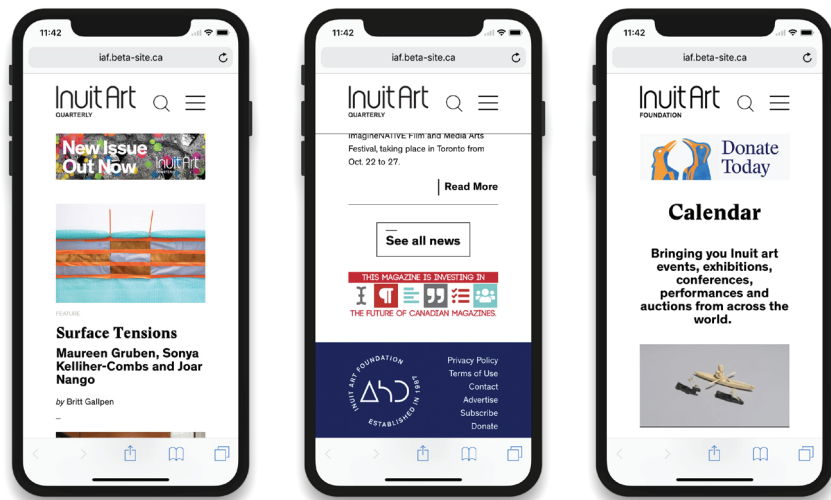 11:42
iaf.beta-site.ca
Inuit Art
QUARTERLY
New Issue
Out Now
Inuit Art
FEATURE
Surface Tensions
Maureen Gruben, Sonya
Kelliher-Combs and Joar
Nango
by Britt Gallpen
–
11:42
iaf.beta-site.ca
Inuit Art
QUARTERLY
imagineNATIVE Film and Media Arts
Festival, taking place in Toronto from
Oct. 22 to 27.
Read More
See all news
THIS MAGAZINE IS INVESTING IN
THE FUTURE OF CANADIAN MAGAZINES.
INUIT ART FOUNDATION
ESTABLISHED IN 1987
ᐃᓄᐃ
Privacy Policy
Terms of Use
Contact
Advertise
Subscribe
Donate
11:42
iaf.beta-site.ca
Inuit Art
FOUNDATION
Donate
Today
Calendar
Bringing you Inuit art
events, exhibitions,
conferences,
performances and
auctions from across the
world.